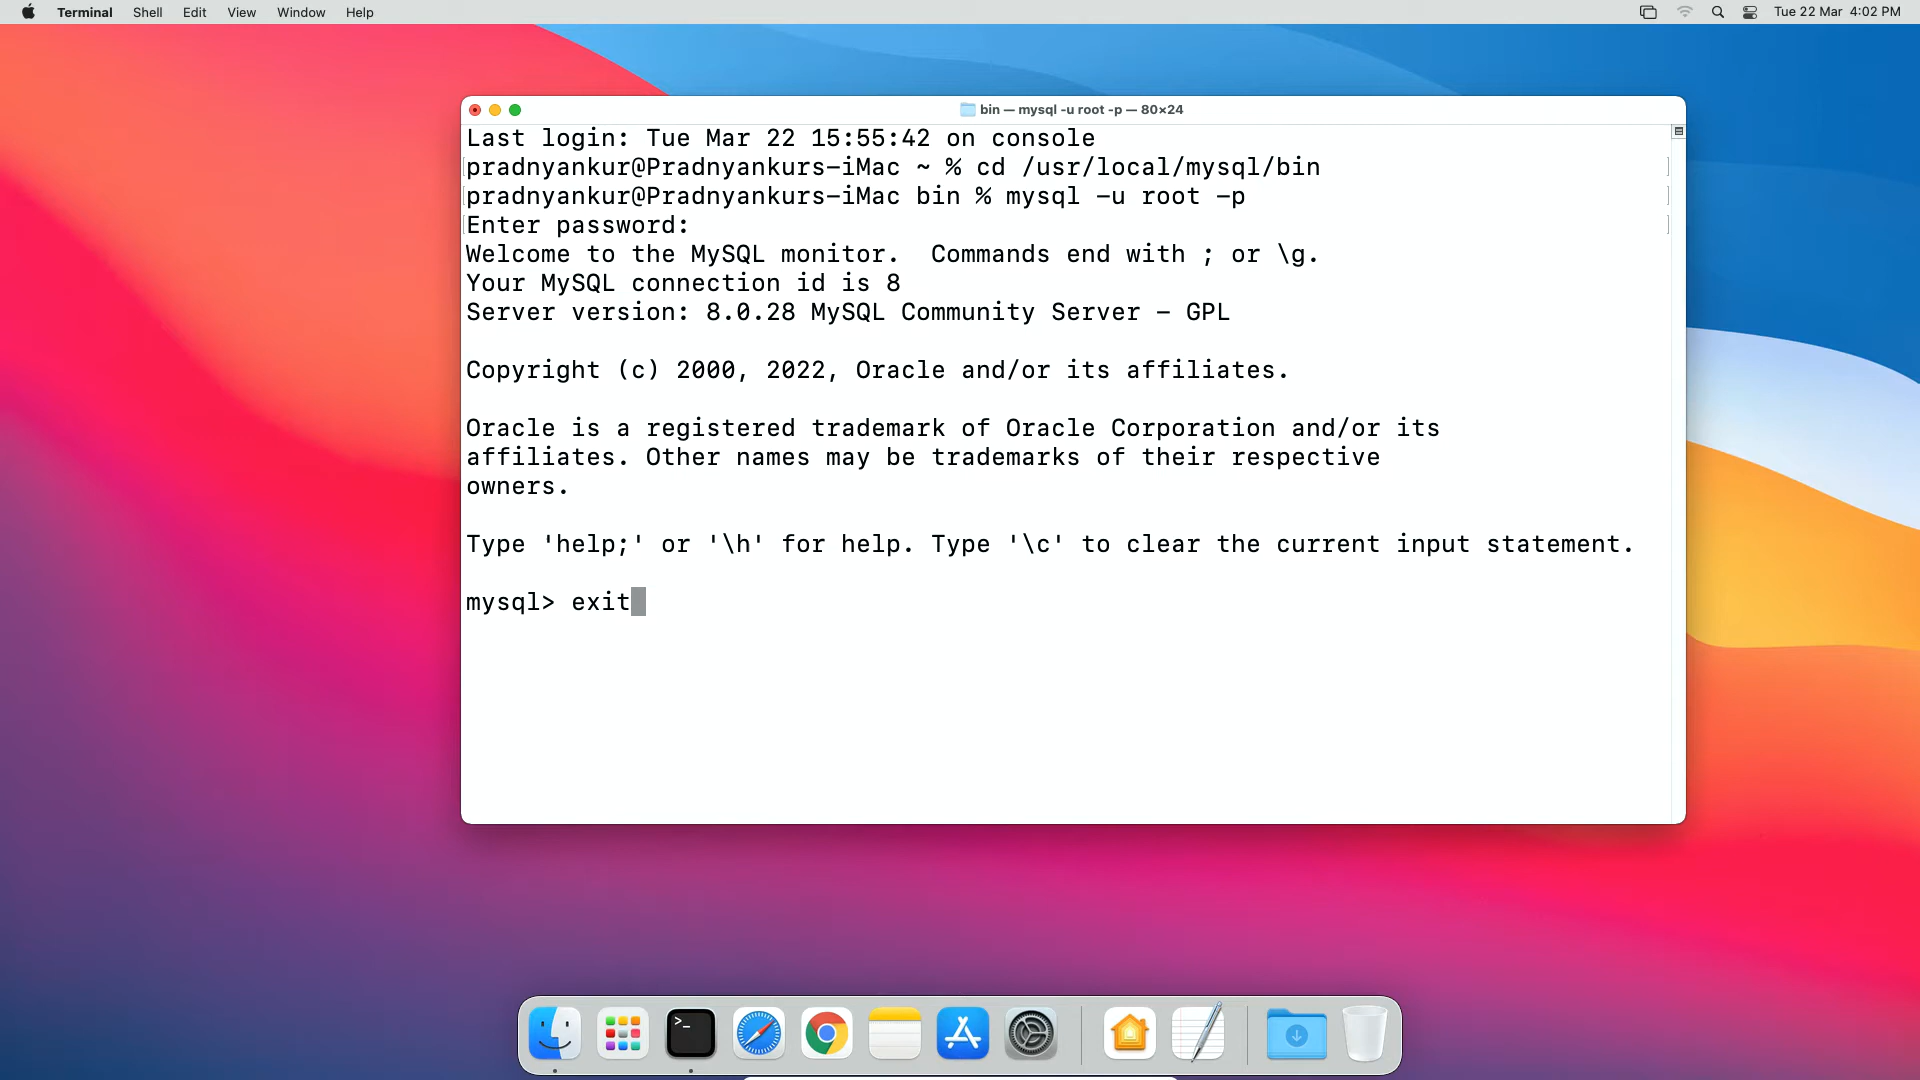 Terminal Shell Edit View Window Help Tue 22 Mar 4:02 PM
bin — mysql -u root -p — 80×24
Last login: Tue Mar 22 15:55:42 on console
[pradnyankur@Pradnyankurs-iMac ~ % cd /usr/local/mysql/bin ]
[pradnyankur@Pradnyankurs-iMac bin % mysql -u root -p ]
[Enter password: ]
Welcome to the MySQL monitor.  Commands end with ; or \g.
Your MySQL connection id is 8
Server version: 8.0.28 MySQL Community Server - GPL
Copyright (c) 2000, 2022, Oracle and/or its affiliates.
Oracle is a registered trademark of Oracle Corporation and/or its
affiliates. Other names may be trademarks of their respective
owners.
Type 'help;' or '\h' for help. Type '\c' to clear the current input statement.
mysql> exit
>_